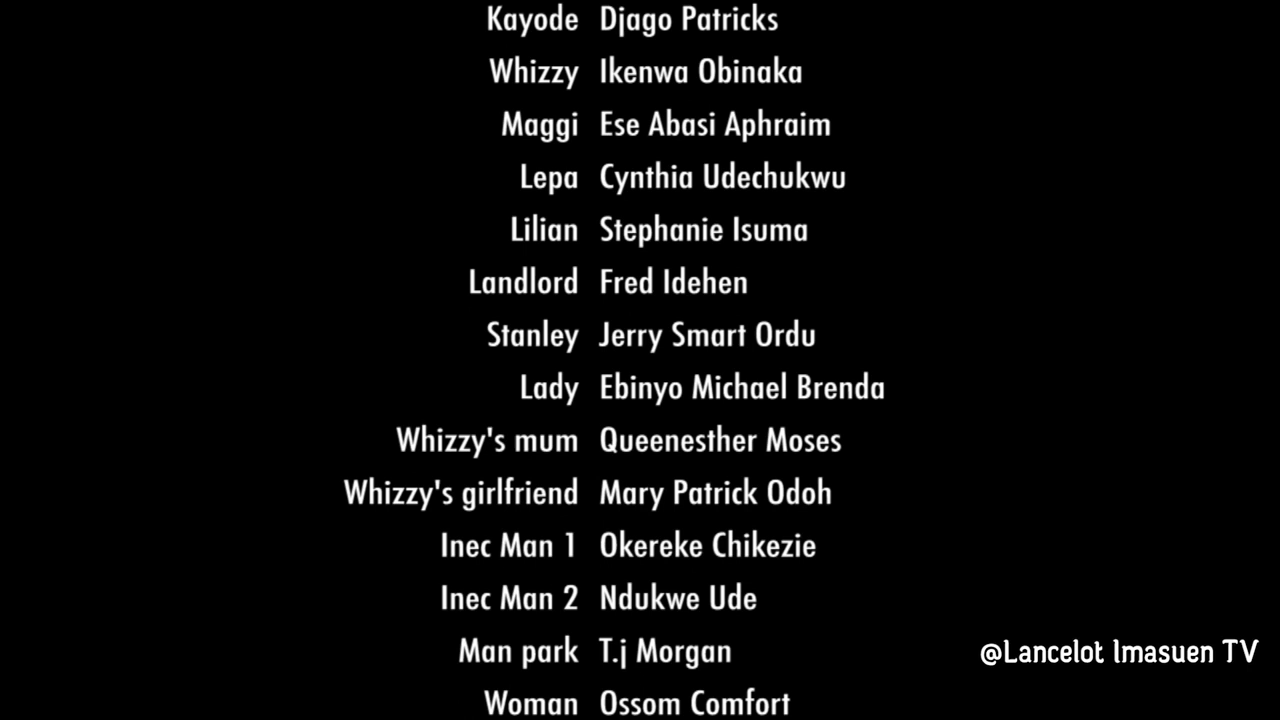 Kayode Djago Patricks
Whizzy Ikenwa Obinaka
Maggi Ese Abasi Aphraim
Lepa Cynthia Udechukwu
Lilian Stephanie Isuma
Landlord Fred Idehen
Stanley Jerry Smart Ordu
Lady Ebinyo Michael Brenda
Whizzy's mum Queenesther Moses
Whizzy's girlfriend Mary Patrick Odoh
Inec Man 1 Okereke Chikezie
Inec Man 2 Ndukwe Ude
Man park T.j Morgan
@Lancelot Imasuen TV
Woman Ossom Comfort